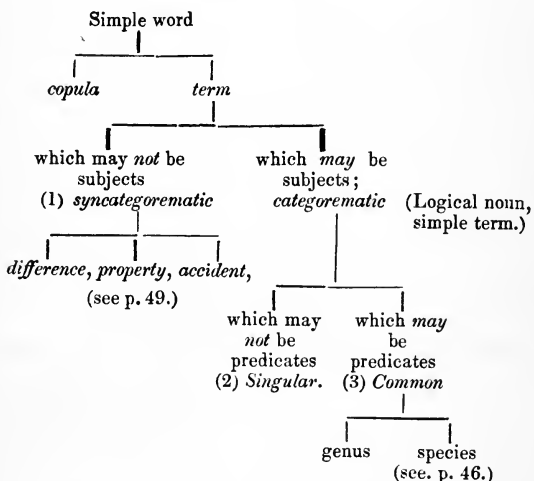 Simple word
copula term
which may not be which may be
subjects subjects;
(1) syncategorematic categorematic (Logical noun,
simple term.)
difference, property, accident,
(see p. 49.)
which may which may
not be be
predicates predicates
(2) Singular. (3) Common
genus species
(see. p. 46.)